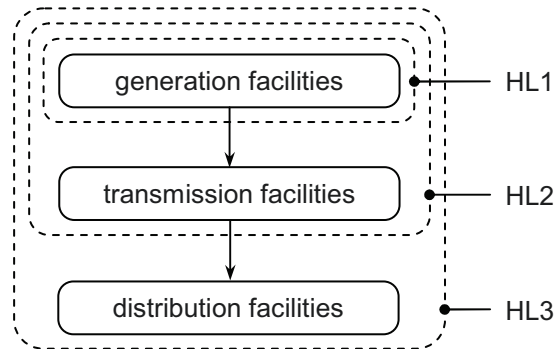 generation facilities
HL1
transmission facilities
HL2
distribution facilities
HL3